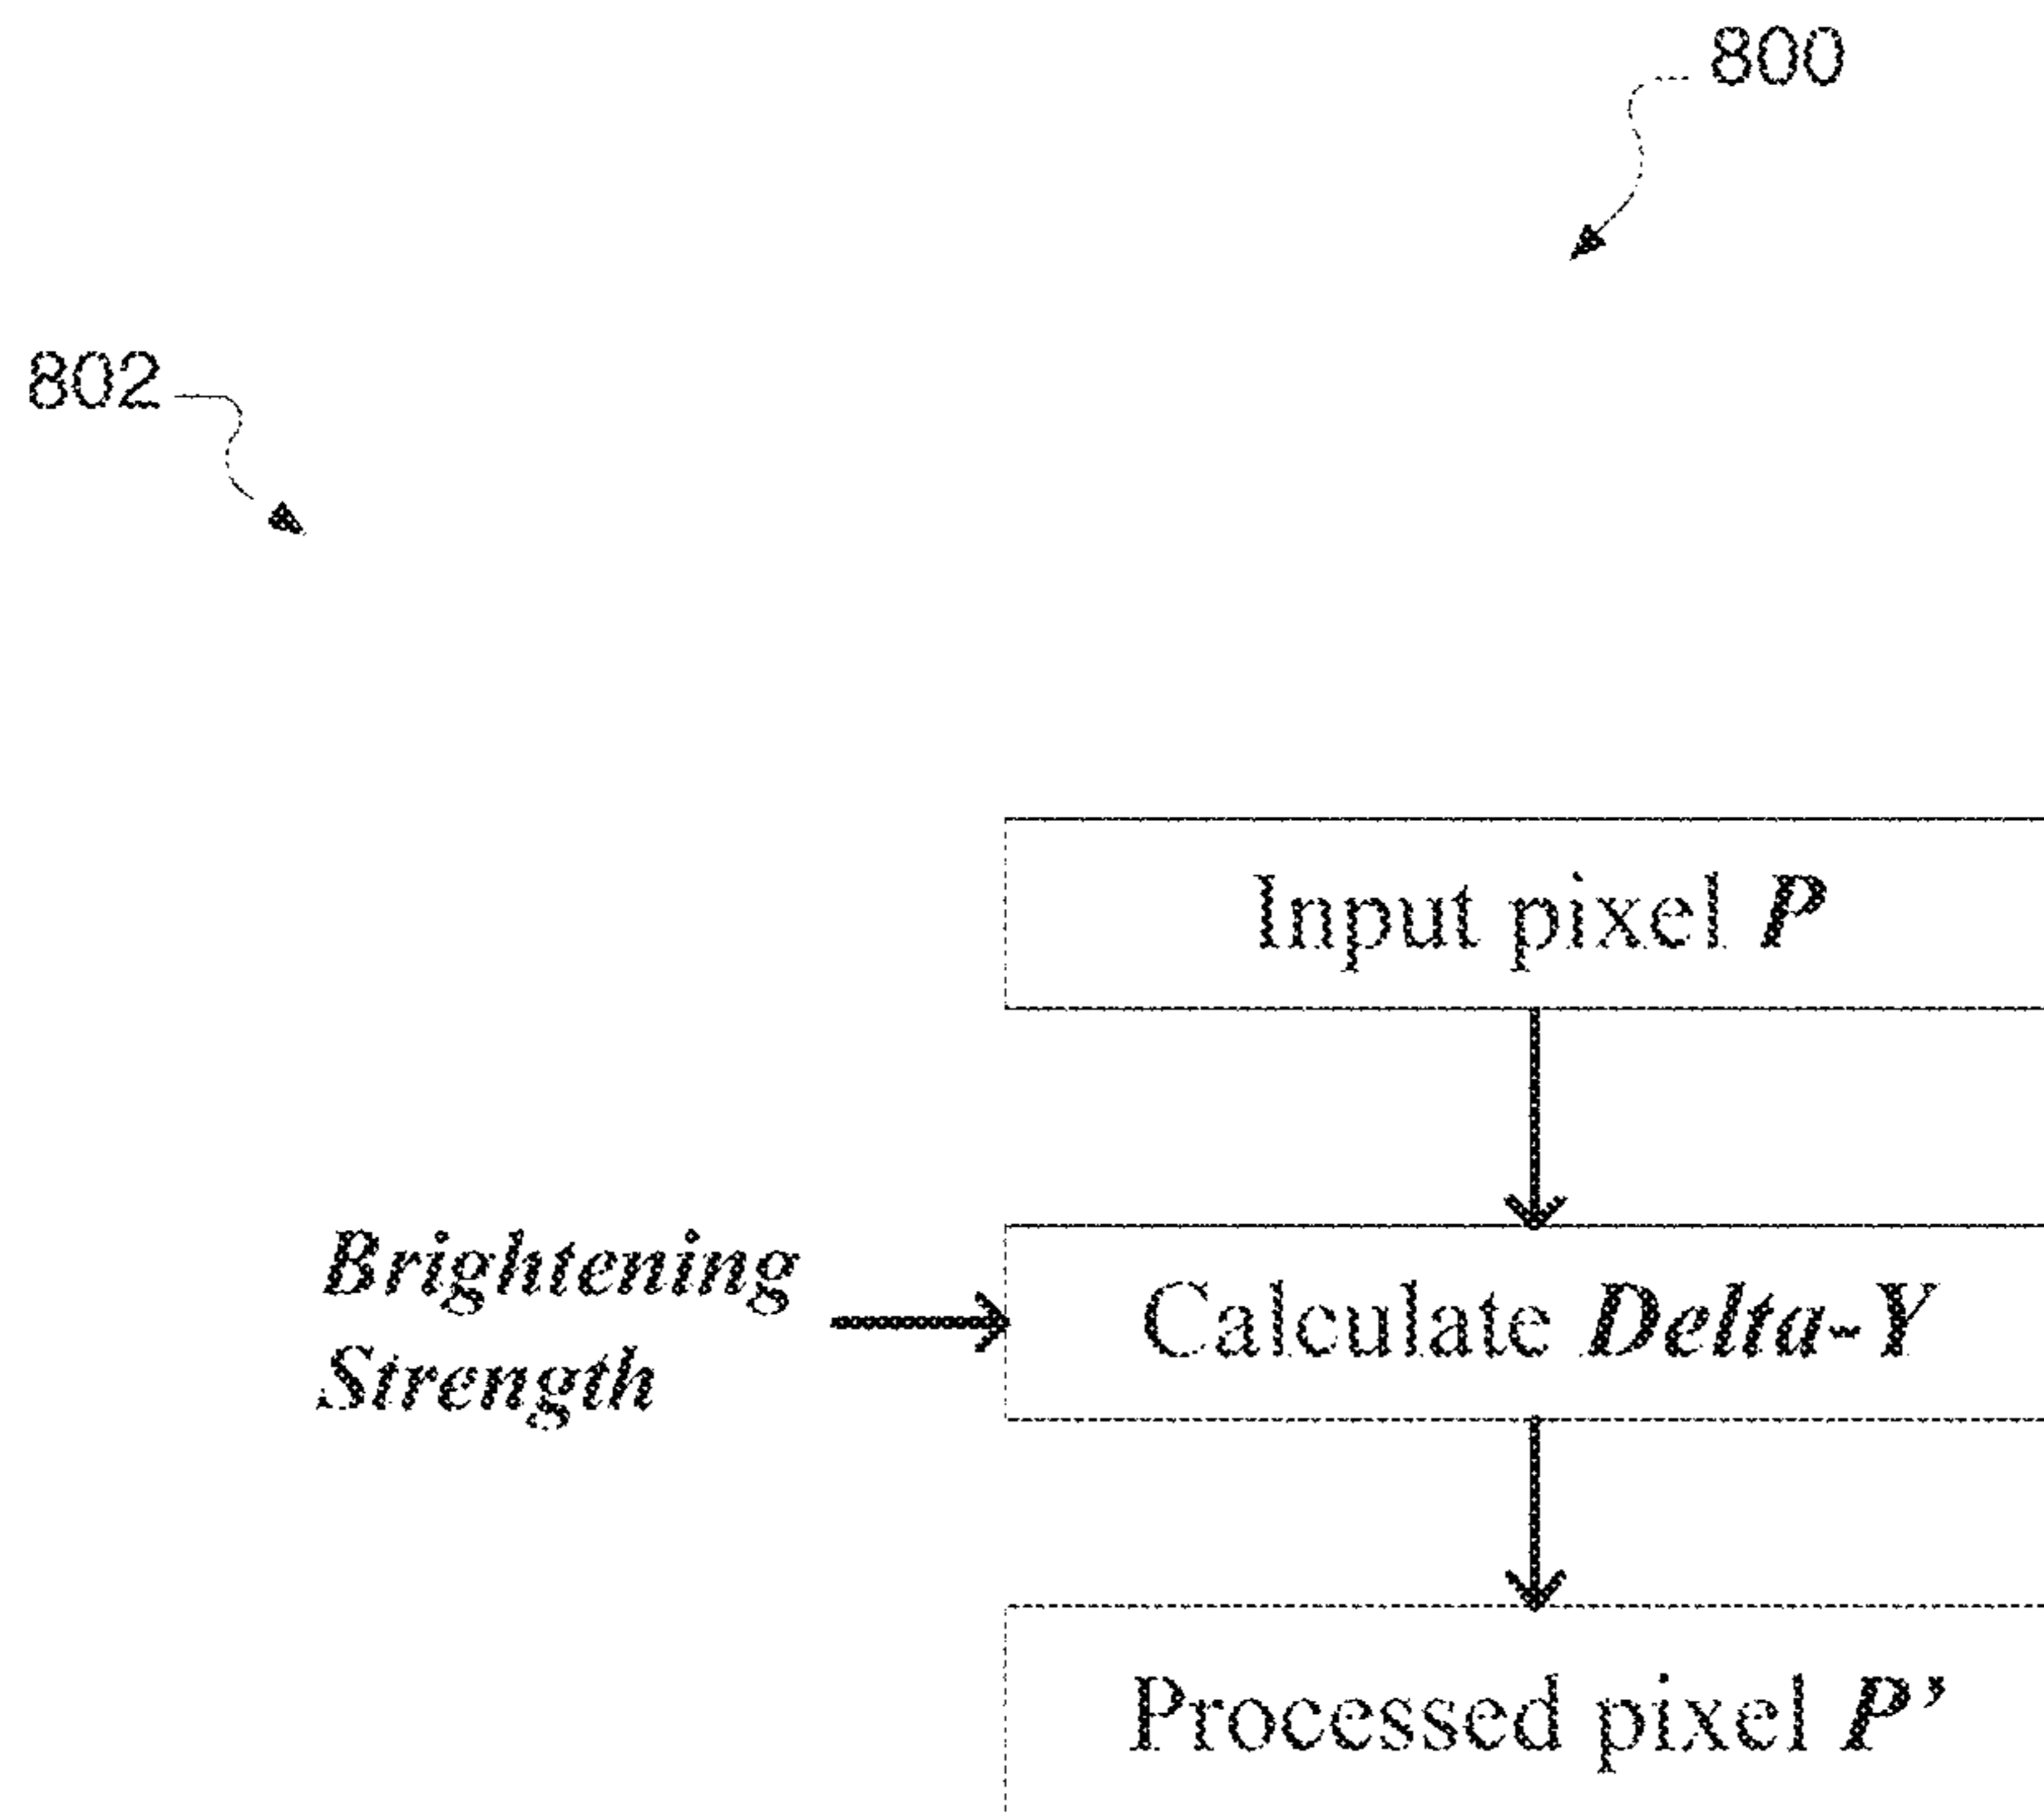 800
802
Input pixel P
Brightening
Strength
Calculate Delta-Y
Processed pixel P'